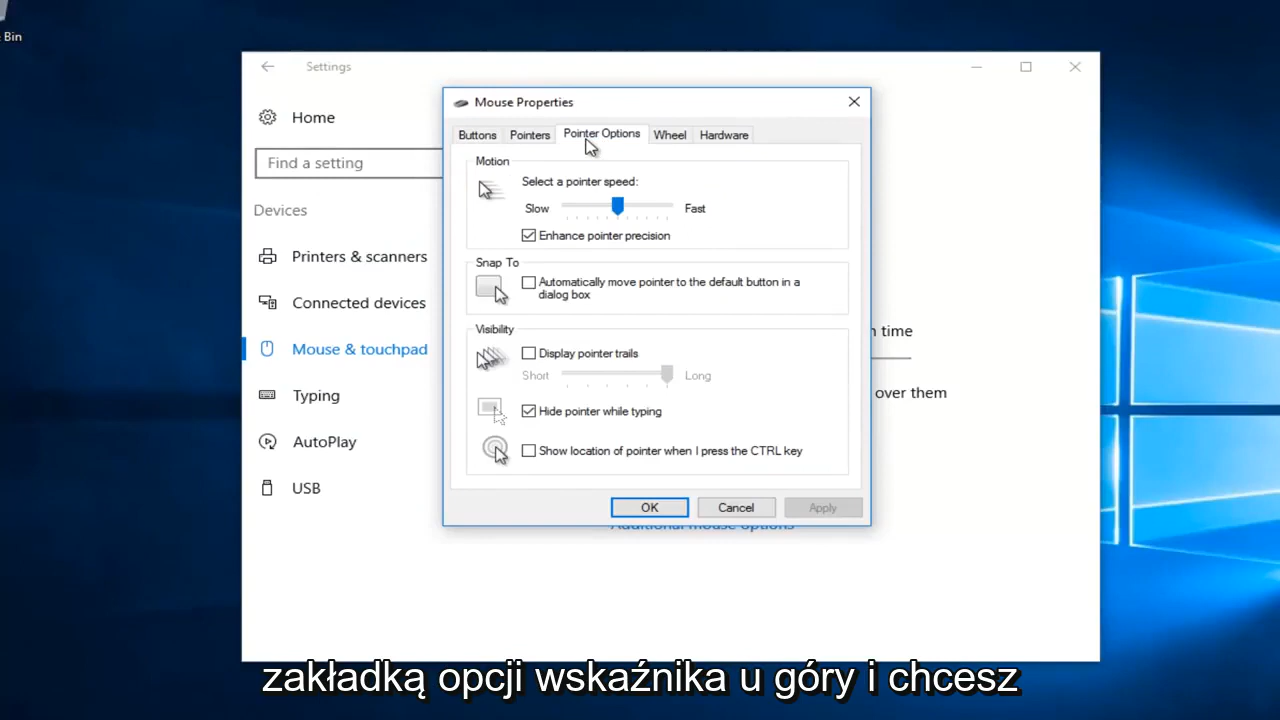 Bin
Settings
Home
Find a setting
Devices
Printers & scanners
Connected devices
Mouse & touchpad
Typing
AutoPlay
USB
Mouse Properties
Buttons
Pointers
Pointer Options
Wheel
Hardware
Motion
Select a pointer speed:
Slow
Fast
Enhance pointer precision
Snap To
Automatically move pointer to the default button in a
dialog box
Visibility
Display pointer trails
Short
Long
Hide pointer while typing
Show location of pointer when I press the CTRL key
OK
Cancel
Apply
n time
over them
Additional mouse options
zakładką opcji wskaźnika u góry i chcesz